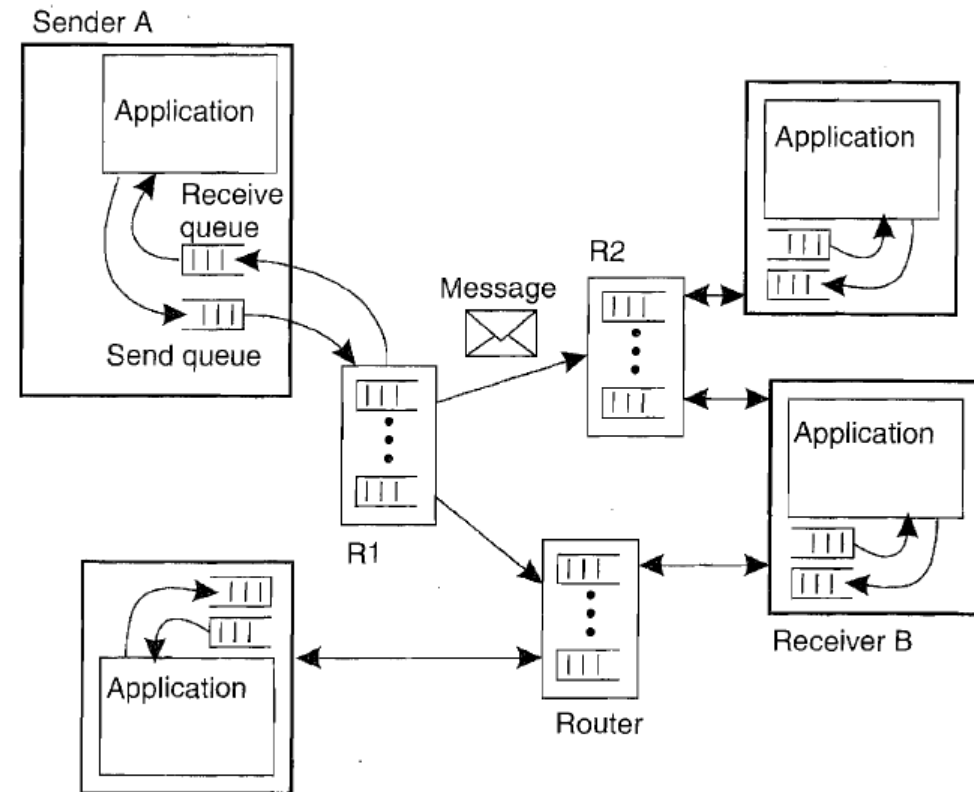 Sender A
Application
Receive
queue
Send queue
Message
R1
R2
Application
Application
Receiver B
Router
Application